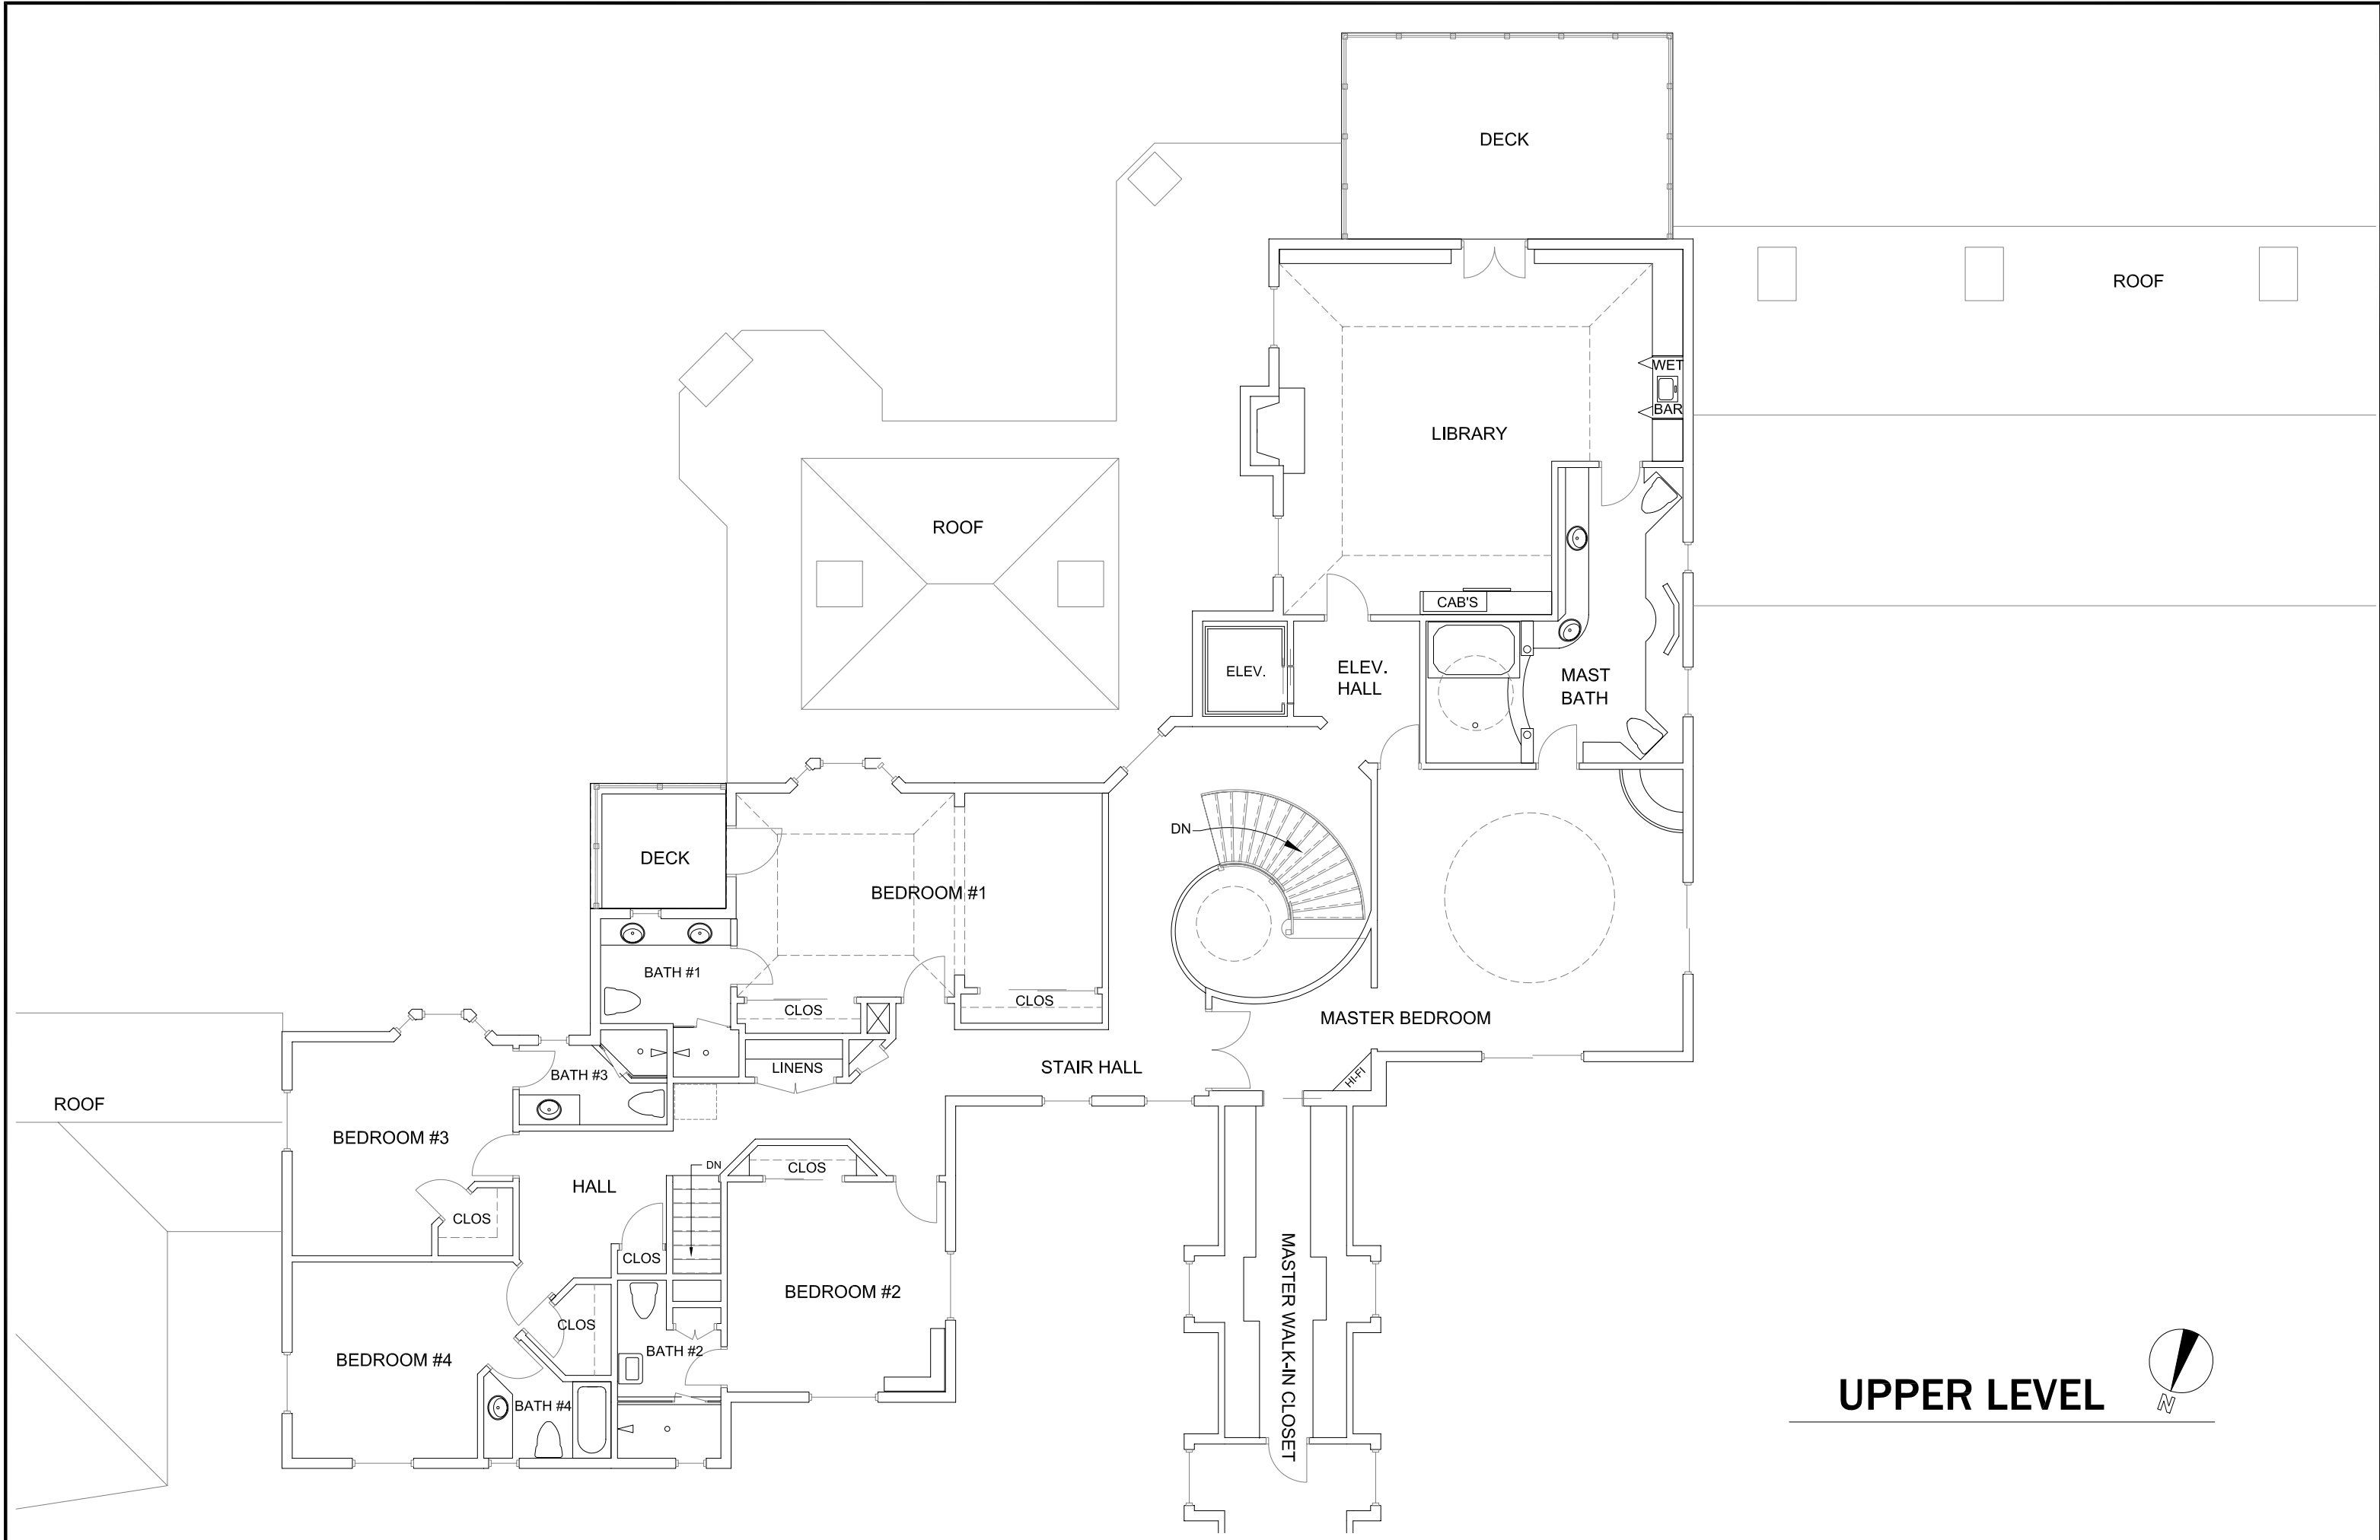 DECK
ROOF
WET
BAR
LIBRARY
ROOF
CAB'S
ELEV.
ELEV.
HALL
MAST
BATH
DN
DECK
BEDROOM #1
BATH #1
CLOS
CLOS
MASTER BEDROOM
STAIR HALL
LINENS
BATH #3
HI-FI
ROOF
BEDROOM #3
DN
CLOS
HALL
CLOS
CLOS
BEDROOM #2
MASTER WALK-IN CLOSET
CLOS
BATH #2
BEDROOM #4
BATH #4
UPPER LEVEL
N